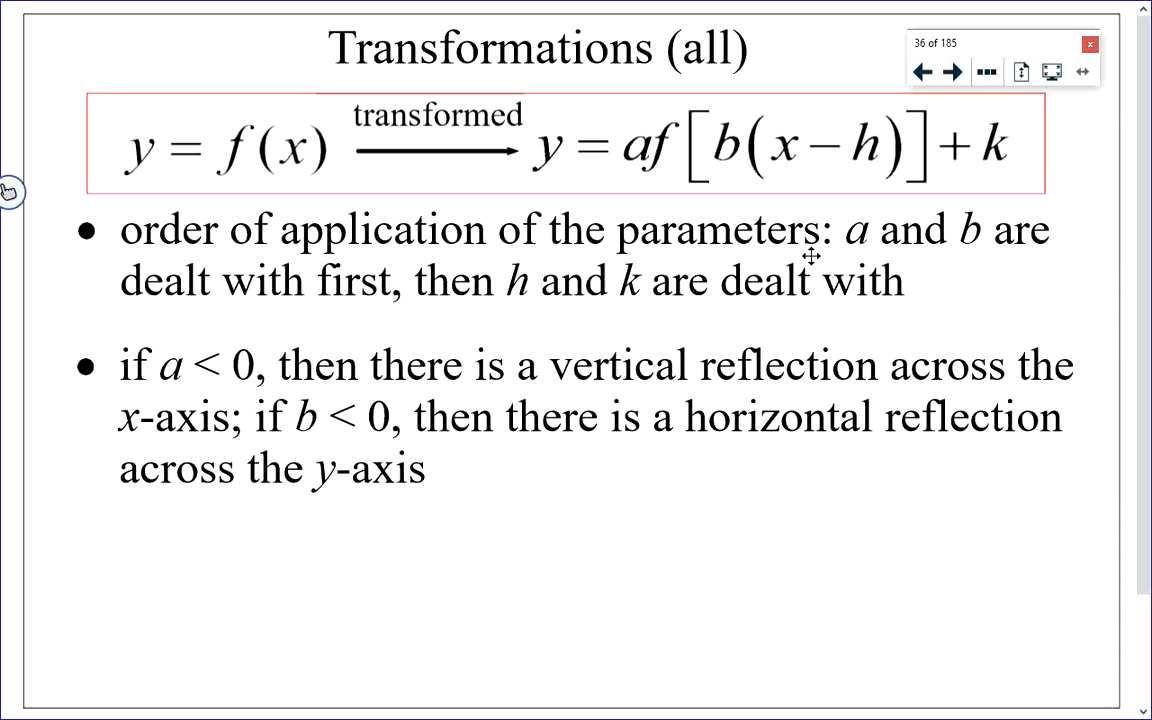 Transformations (all)
36 of 185
x
transformed
y = f(x) ⟶ y = af[b(x − h)] + k
• order of application of the parameters: a and b are
dealt with first, then h and k are dealt with
• if a < 0, then there is a vertical reflection across the
x-axis; if b < 0, then there is a horizontal reflection
across the y-axis